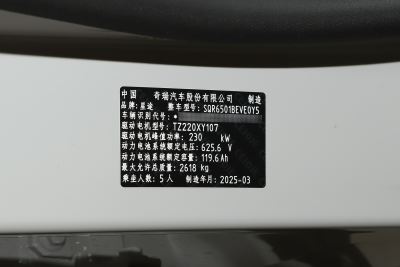 中国 奇瑞汽车股份有限公司 制造
品牌：星途 整车型号：SQR6501BEVE0Y5
车辆识别代号：*
驱动电机型号：TZ220XY107
驱动电机峰值功率：230 kW
动力电池系统额定电压：625.6 V
动力电池系统额定容量：119.6Ah
最大允许总质量：2618 kg
乘坐人数：5人 制造年月：2025-03